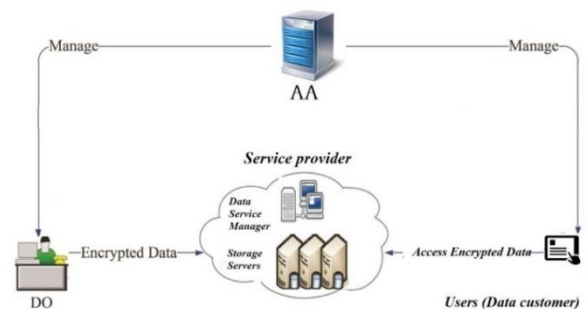 Manage
Manage
AA
Service provider
Data
Service
Manager
Storage
Servers
Encrypted Data
Access Encrypted Data
DO
Users (Data customer)